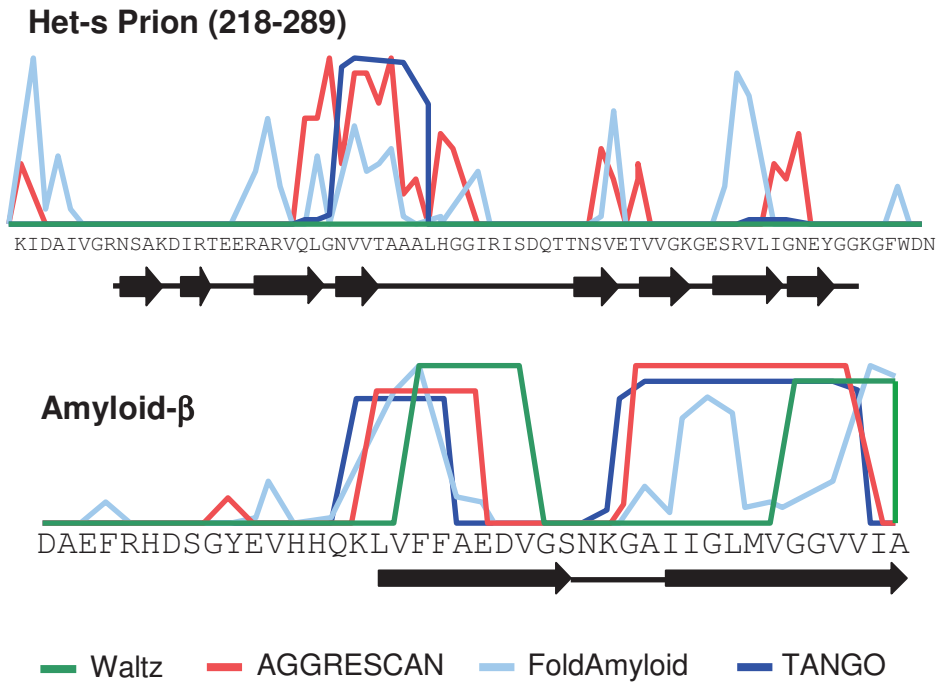 Het-s Prion (218-289)
KIDAIVGRNSAKDIRTEERARVQLGNVVTAAALHGGIRISDQTTNSVETVVGKGESRVLIGNEYGGKGFWDN
Amyloid-β
DAEFRHDSGYEVHHQKLVFFAEDVGSNKGAIIGLMVGGVVIA
Waltz AGGRESCAN FoldAmyloid TANGO